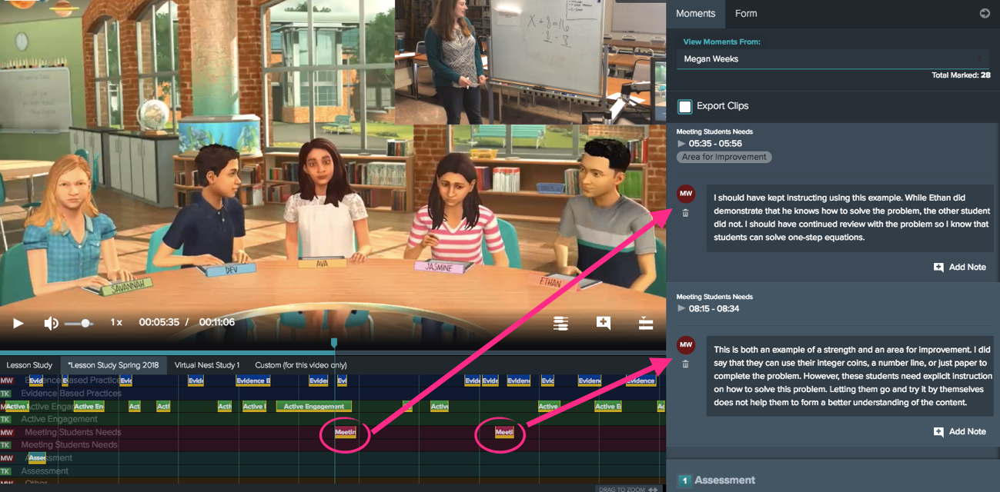 X + 8 = 16
-8 -8
SAVANNAH
DEV
AVA
JASMINE
ETHAN
1x 00:05:35 / 00:11:06
Lesson Study *Lesson Study Spring 2018 Virtual Nest Study 1 Custom (for this video only)
MW Evidence Based Practices Evid E Evic Evide Evidence B Evide Evi Evide Evide Eviden Evic Eviden Evidence
TK Evidence Based Practices
MW Active Engagement Active E Active En Act Acti Acti Active I Active Engagement Active Active Active E Ac
TK Active Engagement
MW Meeting Students Needs Meetin Meeti
TK Meeting Students Needs
MW Assessment Asses
TK Assessment
MW Other
DRAG TO ZOOM
Moments Form
View Moments From:
Megan Weeks
Total Marked: 28
Export Clips
Meeting Students Needs
05:35 - 05:56
Area for Improvement
MW
I should have kept instructing using this example. While Ethan did
demonstrate that he knows how to solve the problem, the other student
did not. I should have continued review with the problem so I know that
students can solve one-step equations.
Add Note
Meeting Students Needs
08:15 - 08:34
MW
This is both an example of a strength and an area for improvement. I did
say that they can use their integer coins, a number line, or just paper to
complete the problem. However, these students need explicit instruction
on how to solve this problem. Letting them go and try it by themselves
does not help them to form a better understanding of the content.
Add Note
1 Assessment